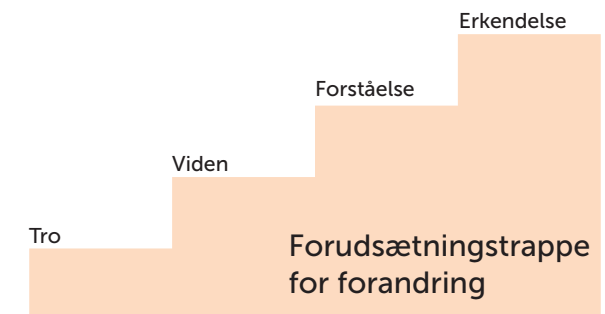 Erkendelse
Forståelse
Viden
Tro
Forudsætningstrappe
for forandring